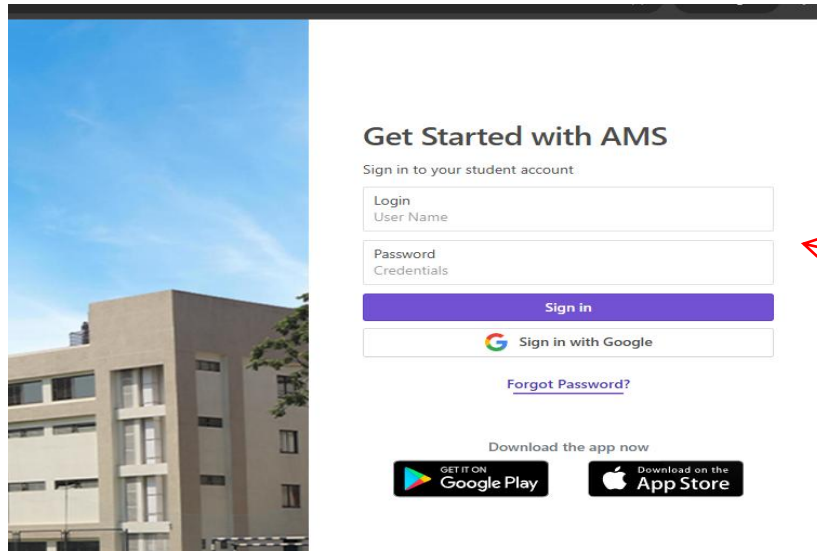 Get Started with AMS
Sign in to your student account
Login
User Name
Password
Credentials
Sign in
Sign in with Google
Forgot Password?
Download the app now
GET IT ON
Google Play
Download on the
App Store